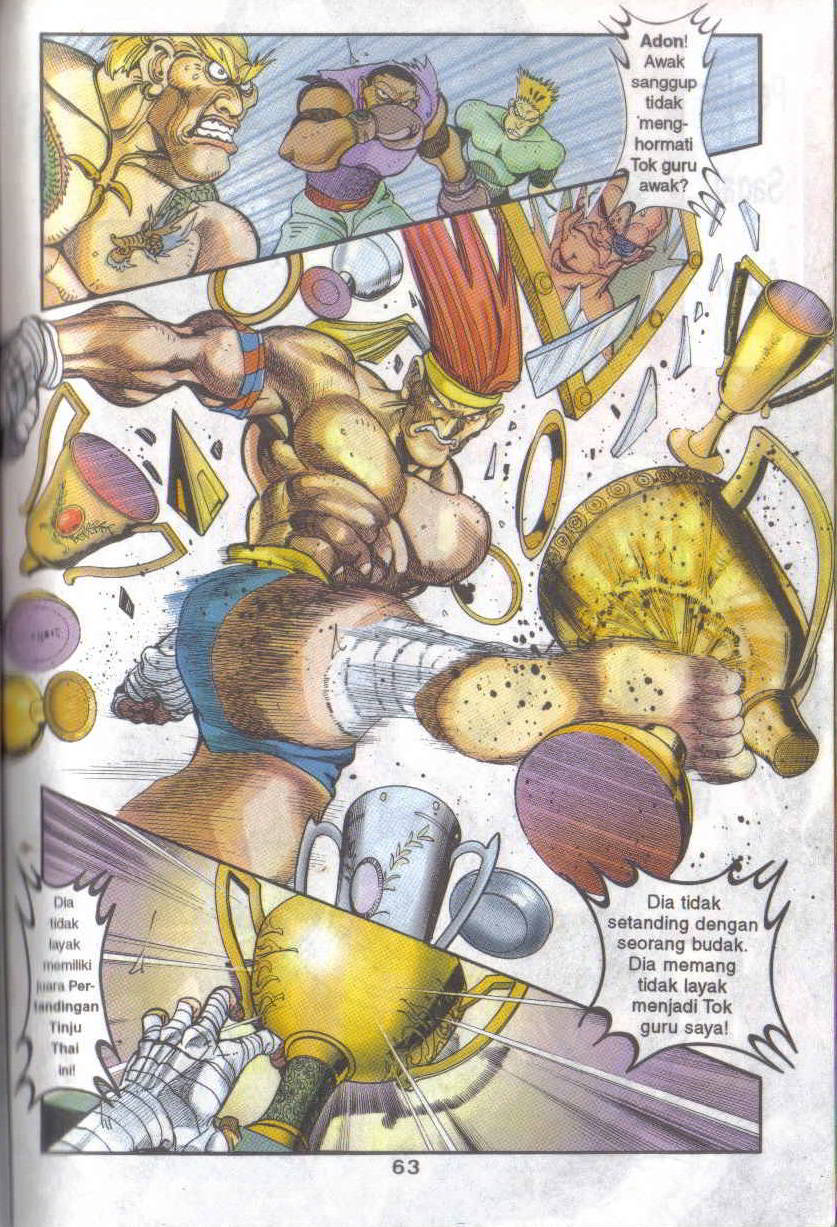 Adon!
Awak
sanggup
tidak
'meng-
hormati
Tok guru
awak?
Dia tidak
setanding dengan
seorang budak.
Dia memang
tidak layak
menjadi Tok
guru saya!
Dia
tidak
layak
memiliki
juara Per-
tandingan
Tinju
Thai
ini!
63